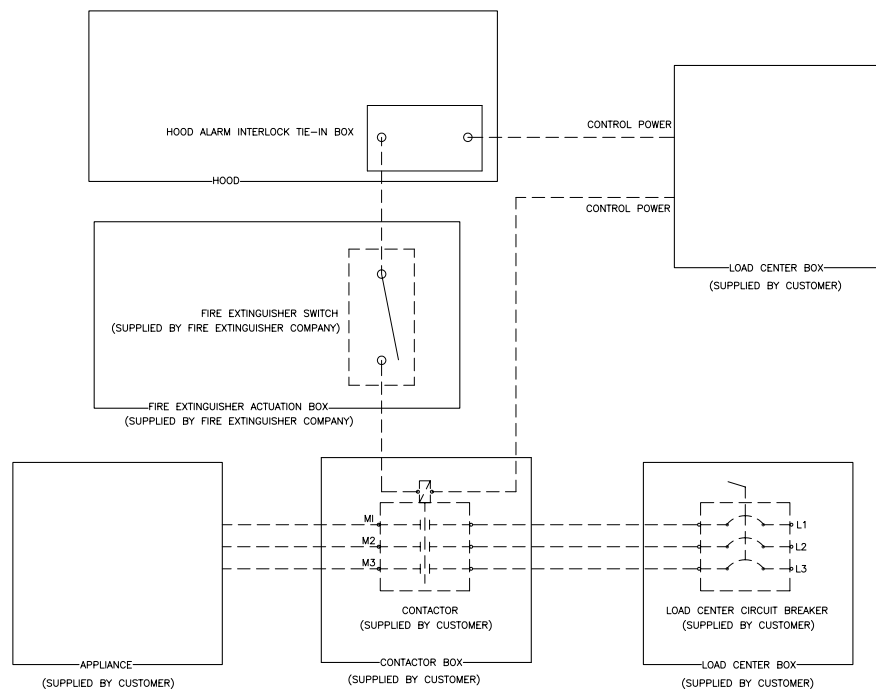 HOOD ALARM INTERLOCK TIE-IN BOX
CONTROL POWER
HOOD
CONTROL POWER
LOAD CENTER BOX
(SUPPLIED BY CUSTOMER)
FIRE EXTINGUISHER SWITCH
(SUPPLIED BY FIRE EXTINGUISHER COMPANY)
FIRE EXTINGUISHER ACTUATION BOX
(SUPPLIED BY FIRE EXTINGUISHER COMPANY)
M1
M2
M3
L1
L2
L3
CONTACTOR
(SUPPLIED BY CUSTOMER)
LOAD CENTER CIRCUIT BREAKER
(SUPPLIED BY CUSTOMER)
APPLIANCE
(SUPPLIED BY CUSTOMER)
CONTACTOR BOX
(SUPPLIED BY CUSTOMER)
LOAD CENTER BOX
(SUPPLIED BY CUSTOMER)